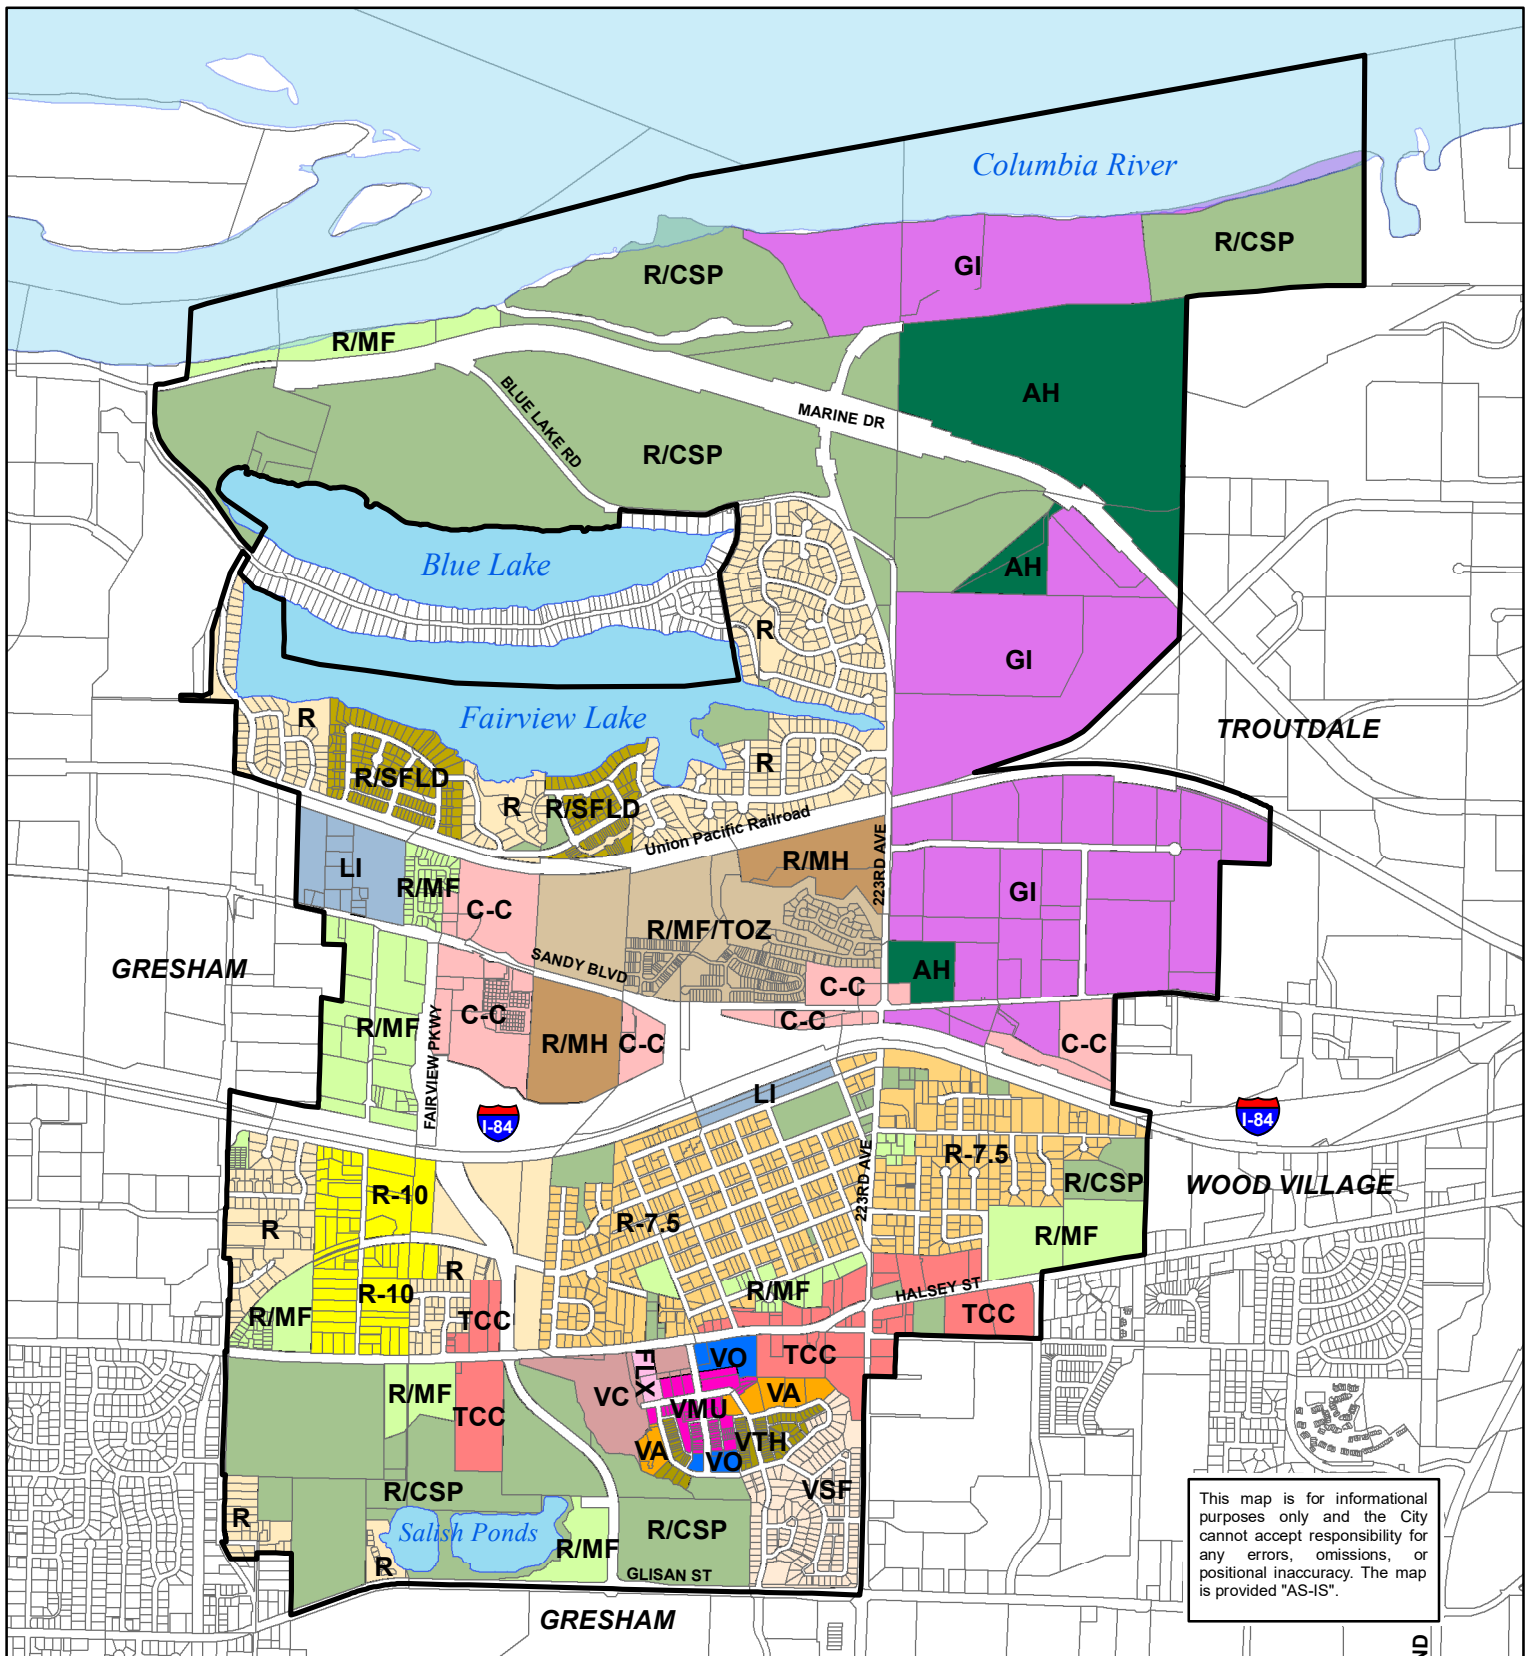 Columbia River
R/CSP
R/CSP
GI
R/MF
AH
BLUE LAKE RD
MARINE DR
R/CSP
Blue Lake
AH
R
GI
R
Fairview Lake
TROUTDALE
R/SFLD
R
R/SFLD
R
Union Pacific Railroad
223RD AVE
LI
R/MF
R/MH
C-C
GI
R/MF/TOZ
GRESHAM
SANDY BLVD
AH
C-C
C-C
C-C
R/MF
FAIRVIEW PKWY
R/MH
C-C
C-C
LI
I-84
I-84
R-7.5
223RD AVE
R-10
R/CSP
WOOD VILLAGE
R
R-7.5
R/MF
R
R-10
R/MF
HALSEY ST
R/MF
TCC
TCC
FLX
VO
TCC
R/MF
VC
VA
TCC
VMU
VA
VTH
VO
R/CSP
VSF
R
Salish Ponds
R/CSP
R/MF
R
GLISAN ST
GRESHAM
This map is for informational
purposes only and the City
cannot accept responsibility for
any errors, omissions, or
positional inaccuracy. The map
is provided "AS-IS".
ND